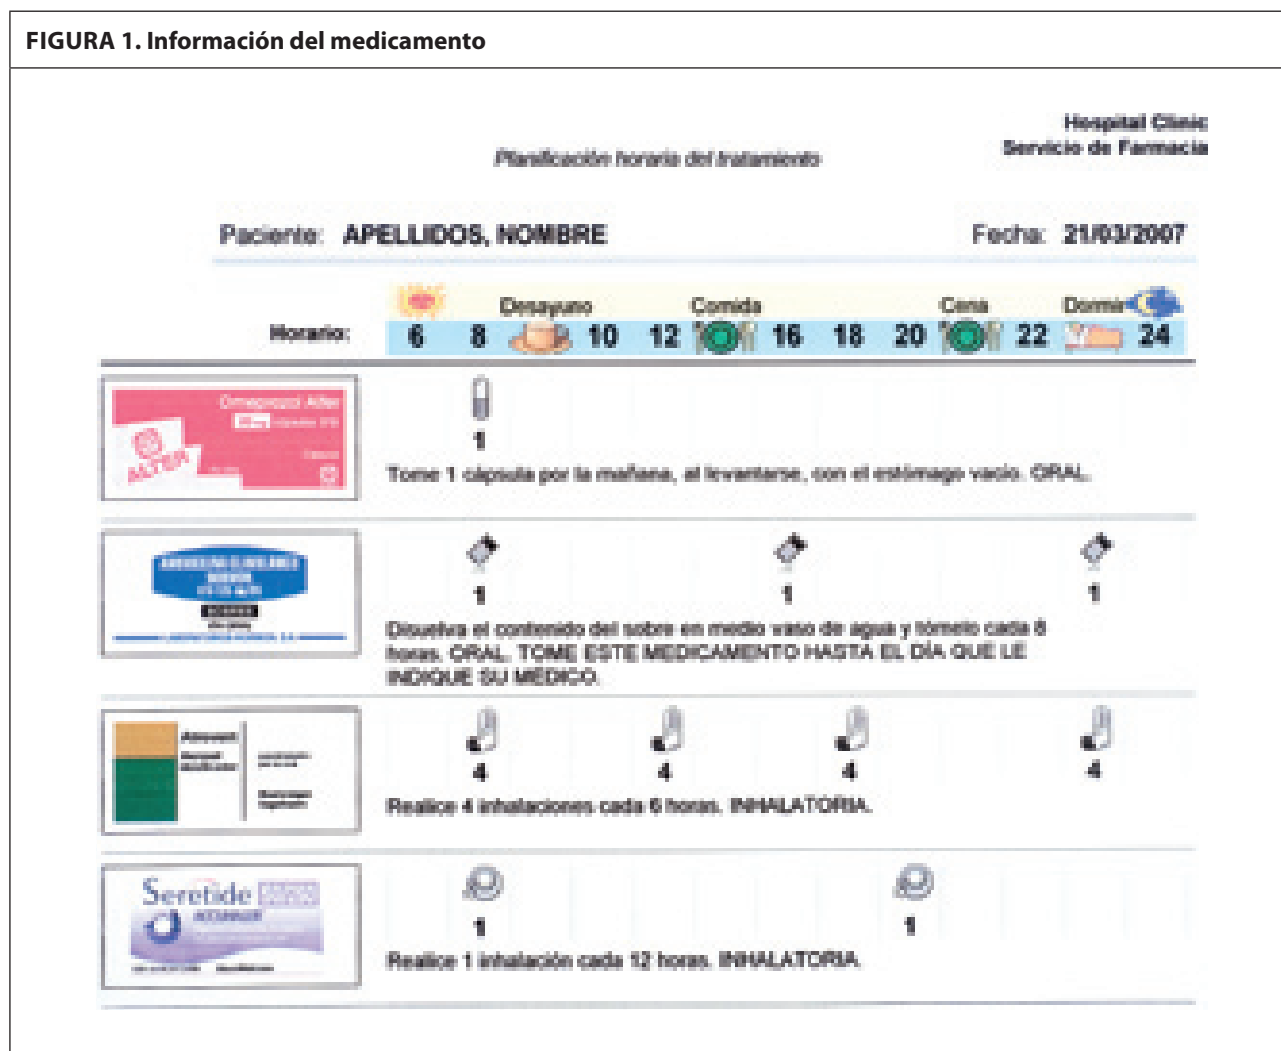 FIGURA 1. Información del medicamento
Hospital Clinic
Servicio de Farmacia
Planificación horaria del tratamiento
Paciente: APELLIDOS, NOMBRE Fecha: 21/03/2007
Desayuno Comida Cena Dormir
Horario: 6 8 10 12 16 18 20 22 24
Omeprazol Alter
ALTER
1
Tome 1 cápsula por la mañana, al levantarse, con el estómago vacío. ORAL.
1 1 1
Disuelva el contenido del sobre en medio vaso de agua y tómelo cada 8
horas. ORAL. TOME ESTE MEDICAMENTO HASTA EL DÍA QUE LE
INDIQUE SU MÉDICO.
Atrovent
4 4 4 4
Realice 4 inhalaciones cada 6 horas. INHALATORIA.
Seretide
ACCUHALER
1 1
Realice 1 inhalación cada 12 horas. INHALATORIA.